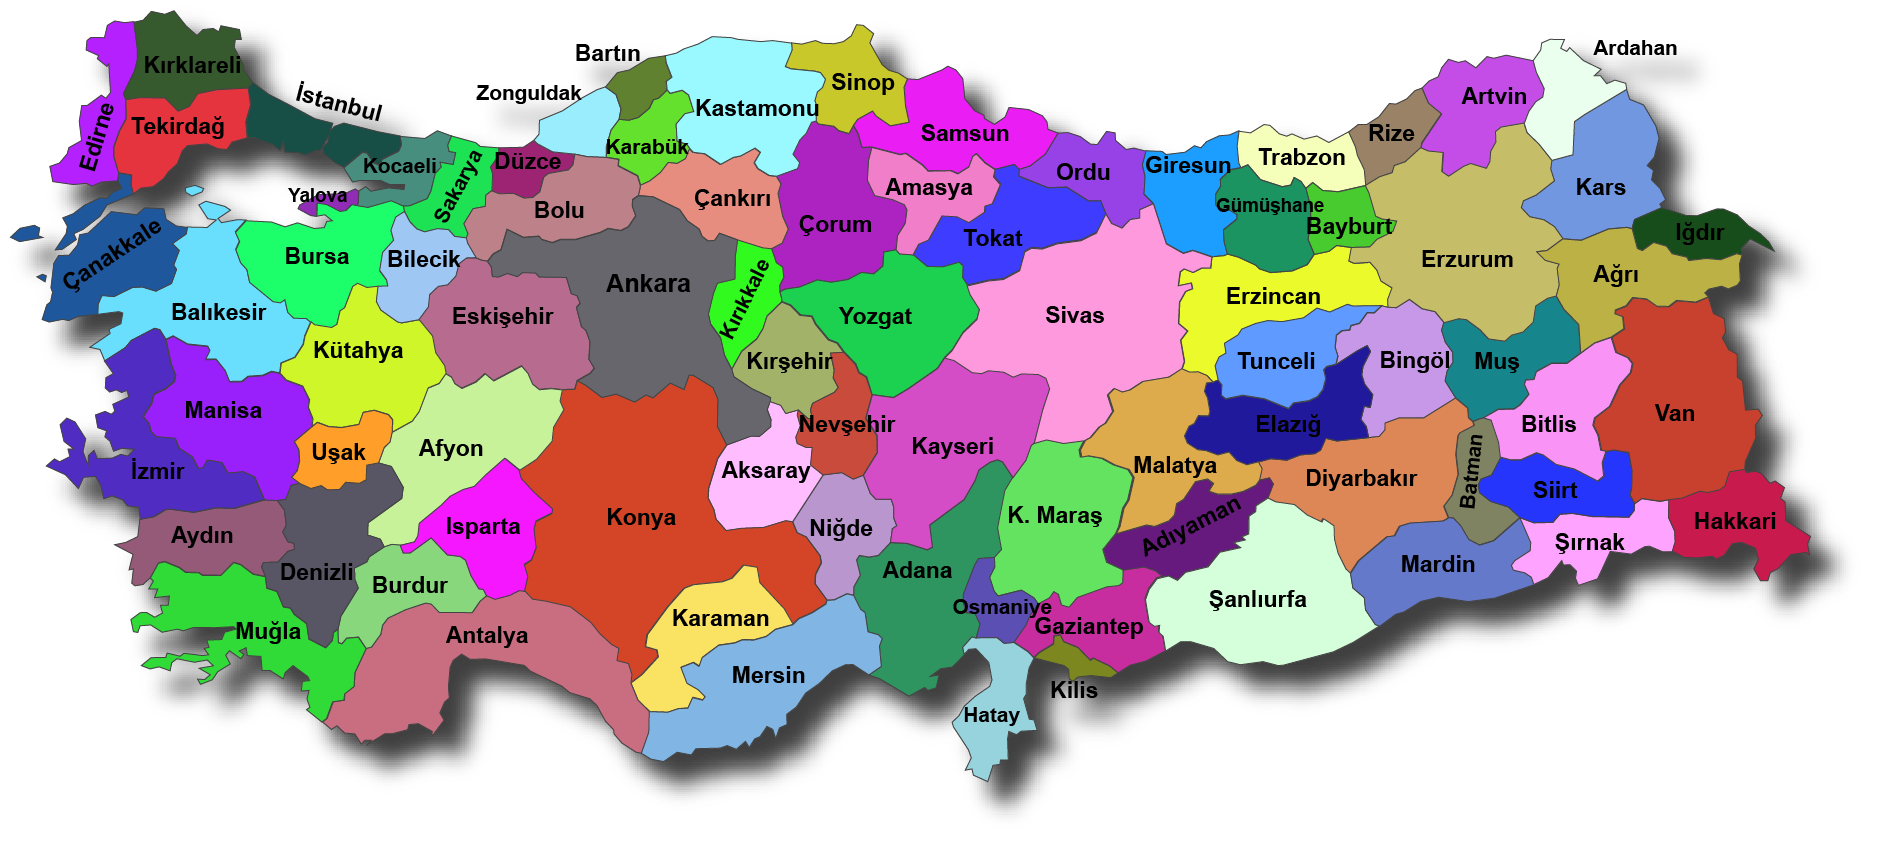 Bartın
Ardahan
Kırklareli
Sinop
Zonguldak
İstanbul
Artvin
Kastamonu
Tekirdağ
Samsun
Rize
Edirne
Karabük
Düzce
Trabzon
Kocaeli
Giresun
Ordu
Sakarya
Kars
Amasya
Yalova
Çankırı
Gümüşhane
Bolu
Çorum
Bayburt
Iğdır
Tokat
Çanakkale
Bursa
Bilecik
Erzurum
Ağrı
Ankara
Kırıkkale
Erzincan
Balıkesir
Eskişehir
Yozgat
Sivas
Kütahya
Kırşehir
Tunceli
Bingöl
Muş
Manisa
Van
Nevşehir
Elazığ
Bitlis
Uşak
Afyon
Kayseri
İzmir
Aksaray
Malatya
Diyarbakır
Batman
Siirt
Konya
K. Maraş
Isparta
Niğde
Adıyaman
Hakkari
Aydın
Şırnak
Denizli
Adana
Mardin
Burdur
Şanlıurfa
Osmaniye
Karaman
Gaziantep
Muğla
Antalya
Mersin
Kilis
Hatay